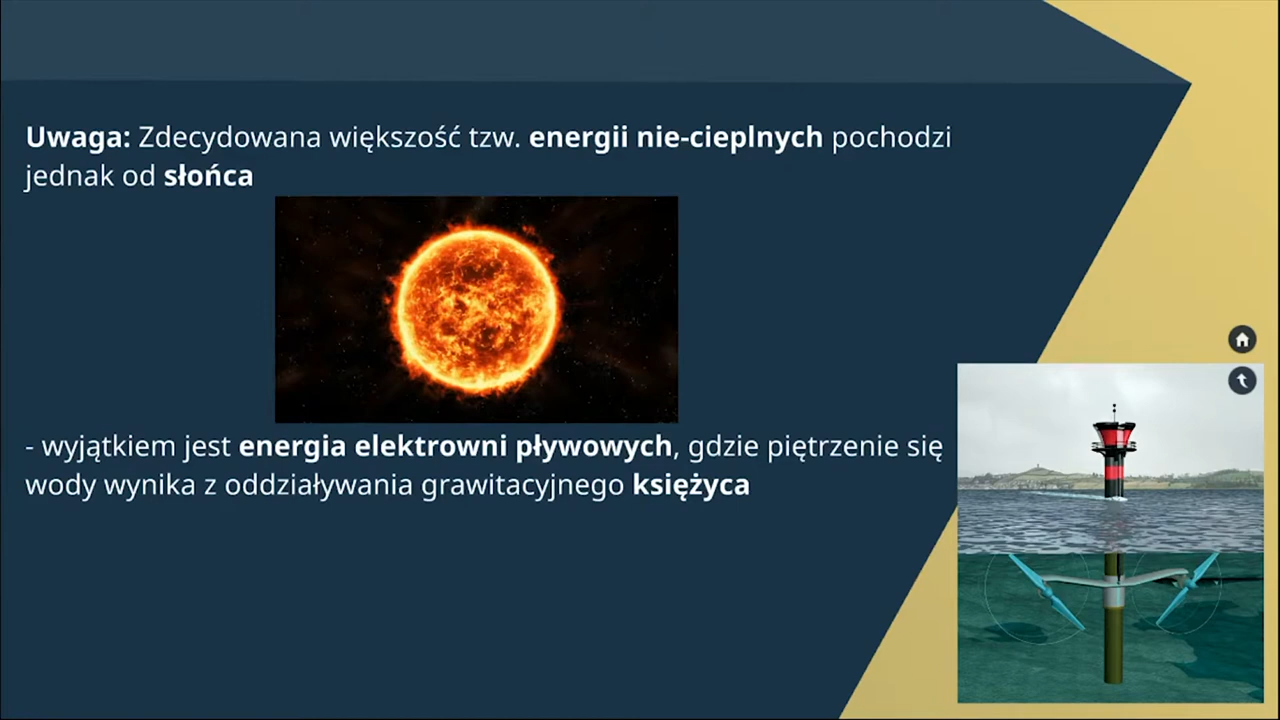 Uwaga: Zdecydowana większość tzw. energii nie-cieplnych pochodzi
jednak od słońca
- wyjątkiem jest energia elektrowni pływowych, gdzie piętrzenie się
wody wynika z oddziaływania grawitacyjnego księżyca